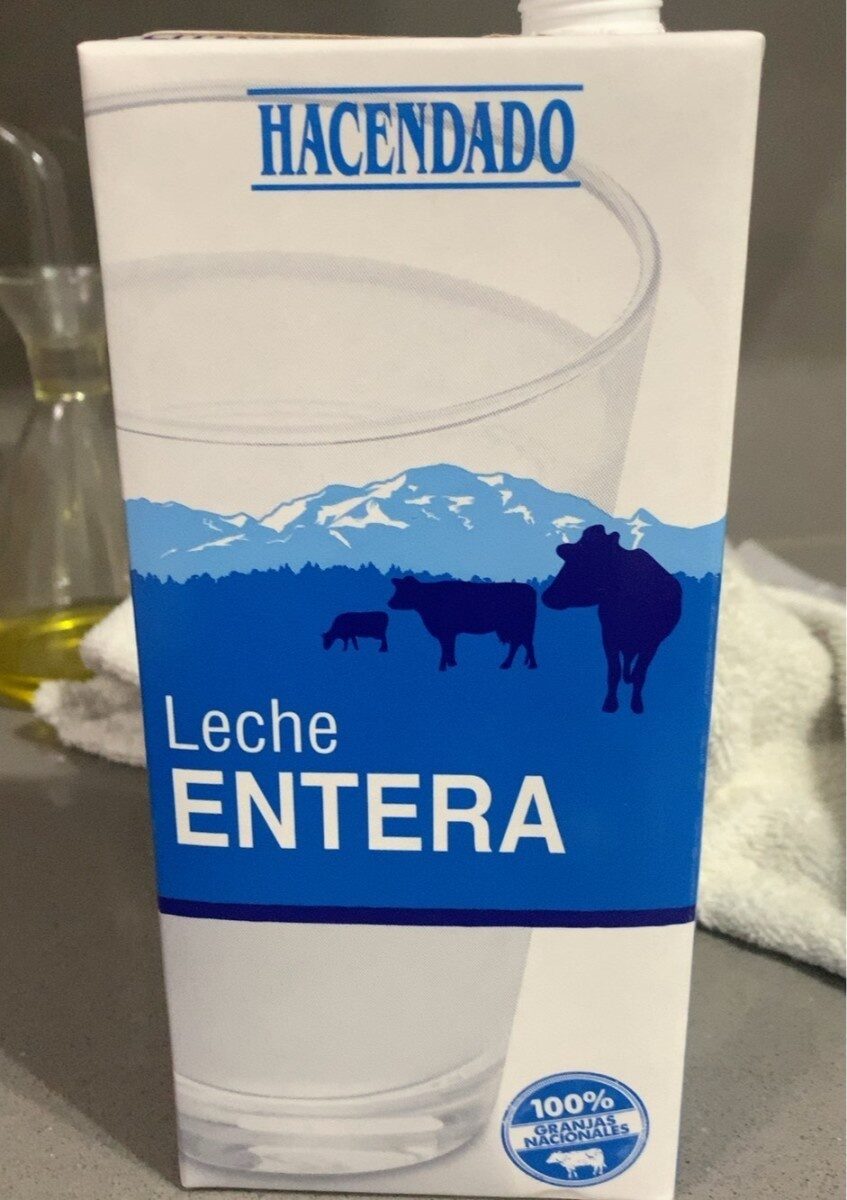 HACENDADO
Leche
ENTERA
100%
GRANJAS
NACIONALES